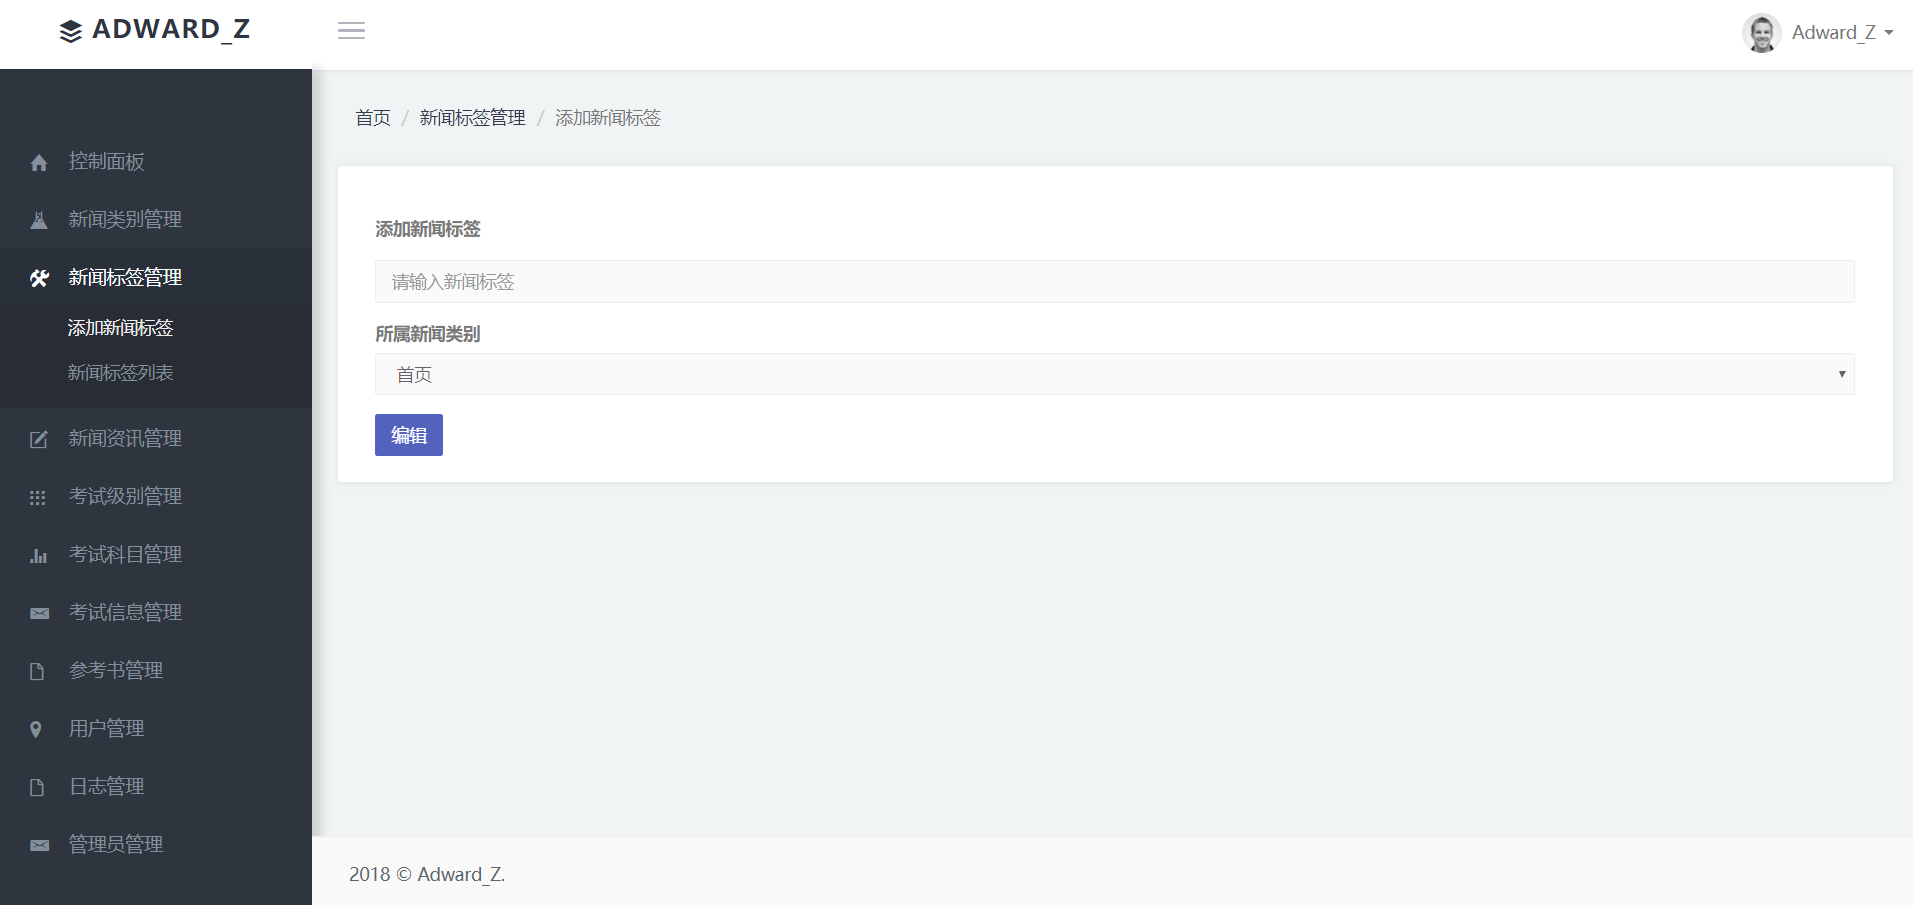 ADWARD_Z
Adward_Z
首页 / 新闻标签管理 / 添加新闻标签
控制面板
新闻类别管理
新闻标签管理
添加新闻标签
新闻标签列表
新闻资讯管理
考试级别管理
考试科目管理
考试信息管理
参考书管理
用户管理
日志管理
管理员管理
添加新闻标签
请输入新闻标签
所属新闻类别
首页
编辑
2018 © Adward_Z.